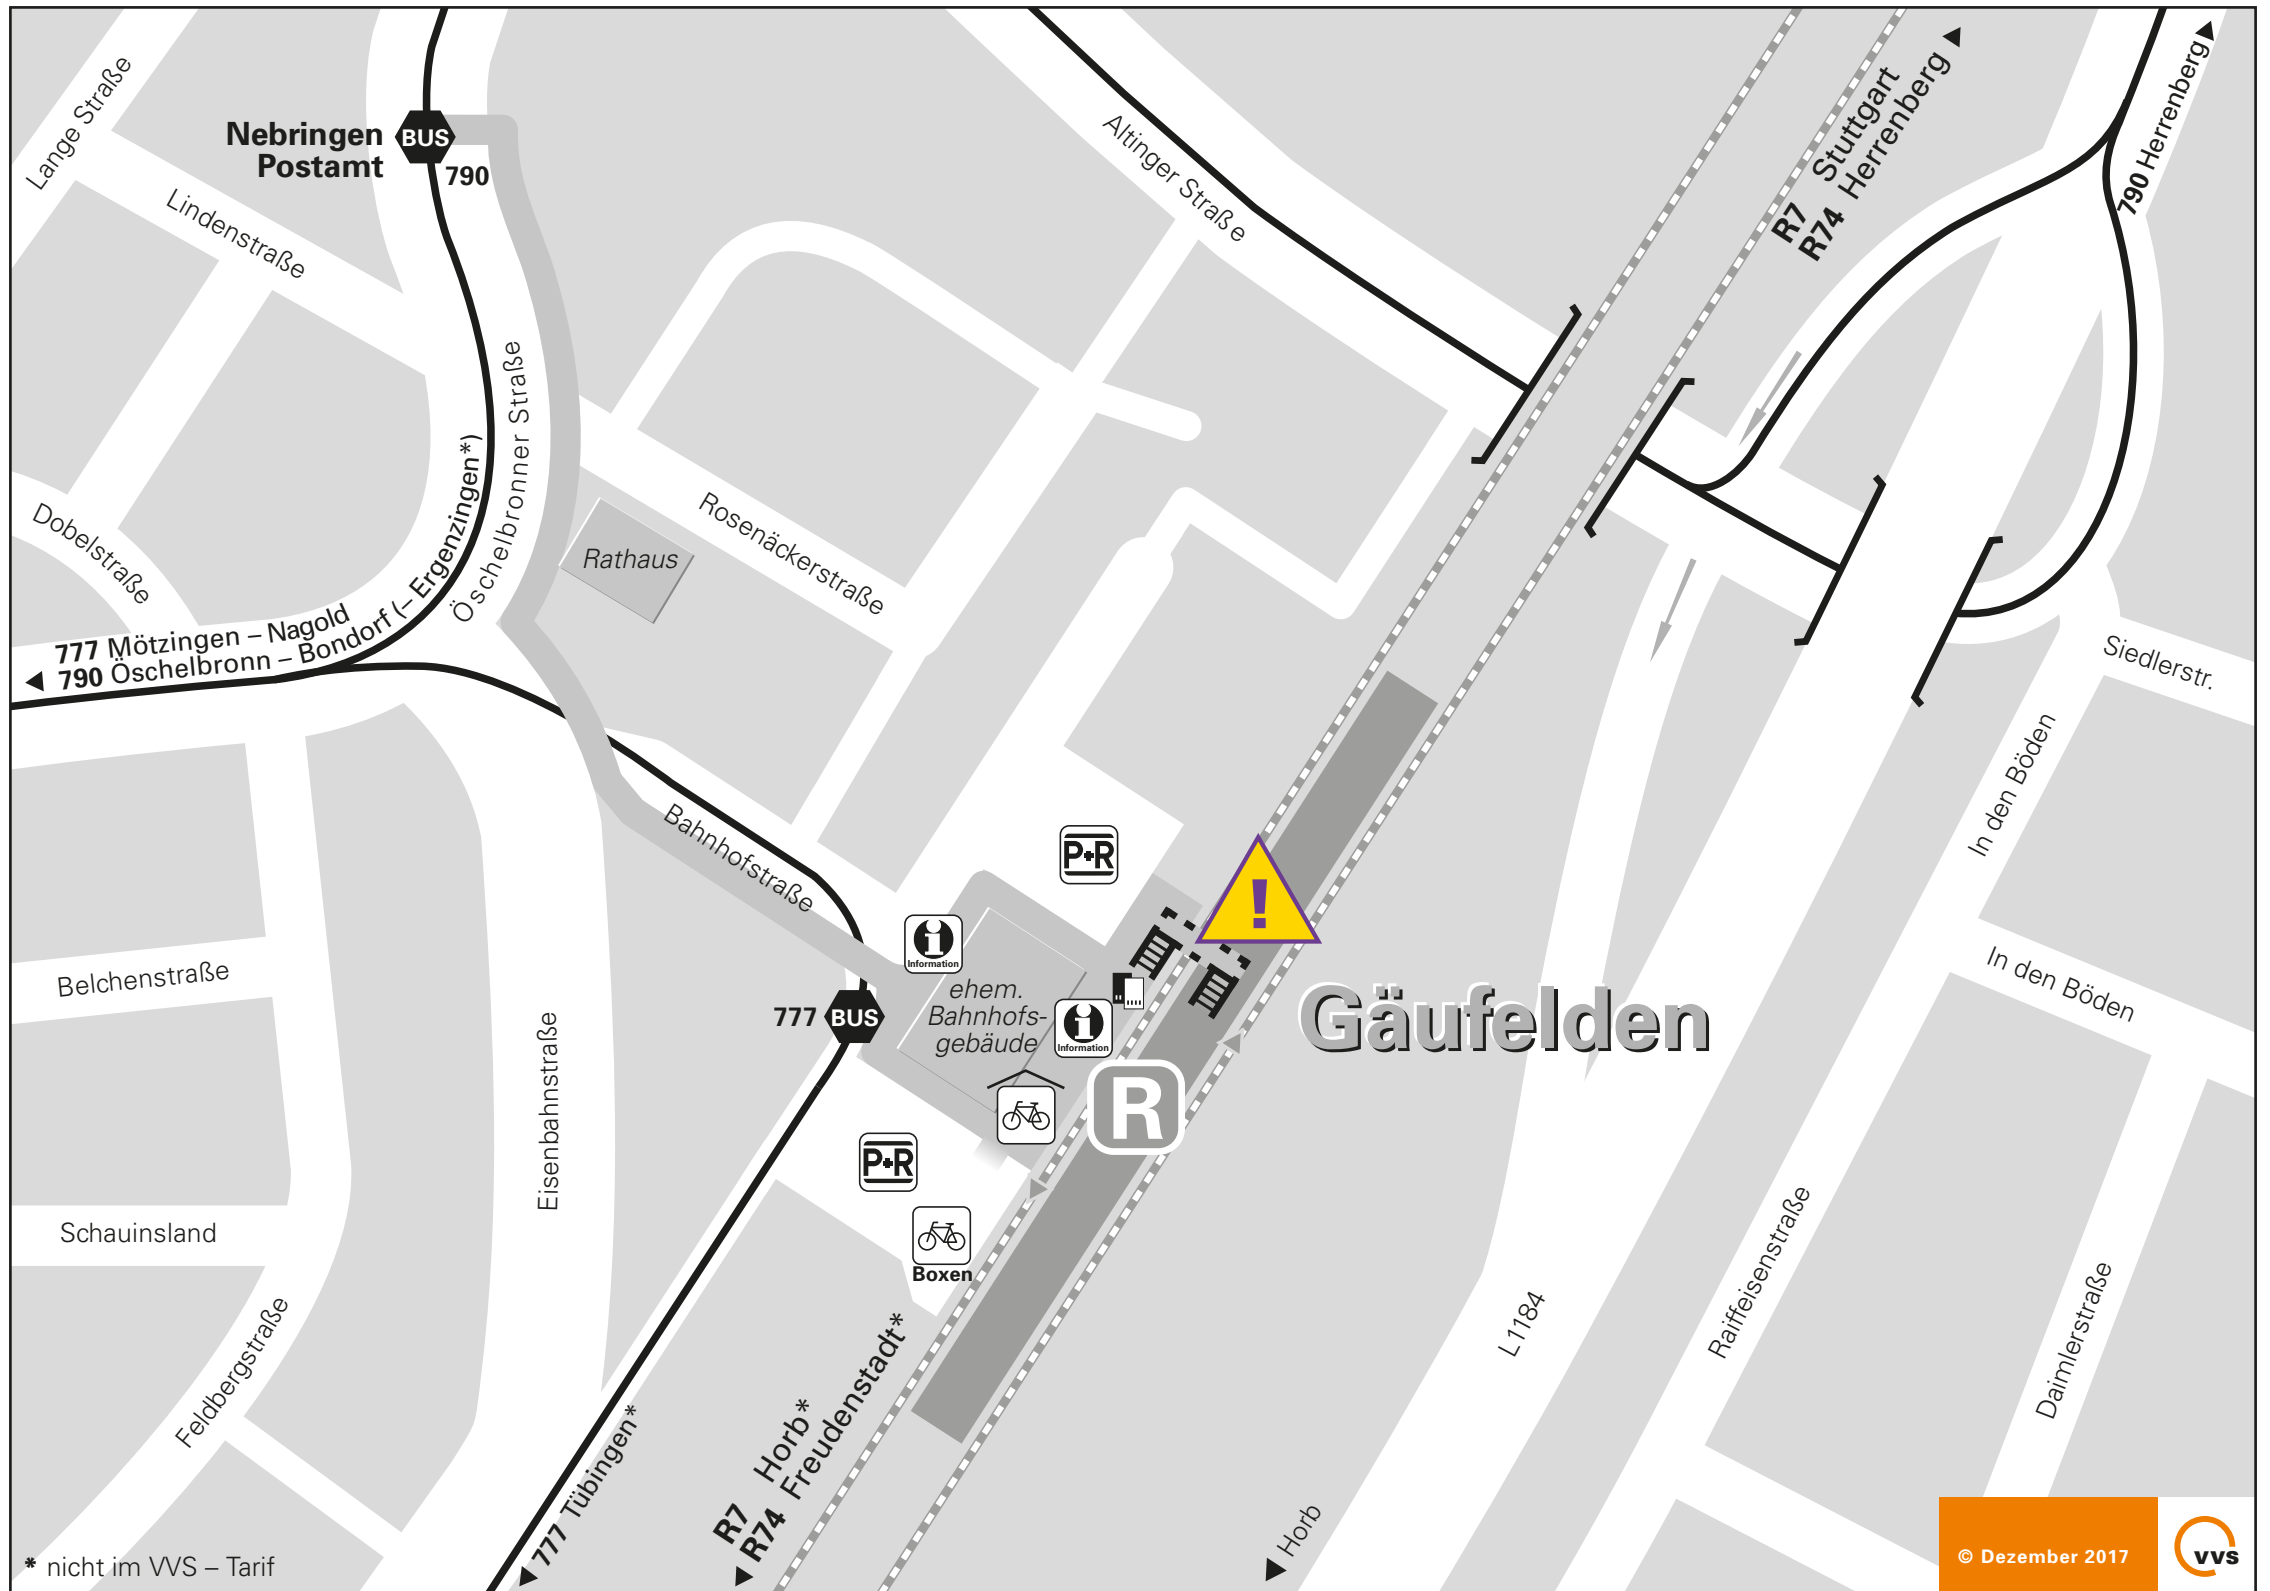 Lange Straße
Nebringen
Postamt
BUS
790
Lindenstraße
Altinger Straße
R7 Stuttgart
R74 Herrenberg
790 Herrenberg
Öschelbronner Straße
Dobelstraße
777 Mötzingen – Nagold
790 Öschelbronn – Bondorf (– Ergenzingen*)
Rathaus
Rosenäckerstraße
Siedlerstr.
In den Böden
In den Böden
Bahnhofstraße
P+R
!
Information
Belchenstraße
777
BUS
ehem.
Bahnhofs-
gebäude
Information
Gäufelden
R
Eisenbahnstraße
P+R
Boxen
Schauinsland
Feldbergstraße
Raiffeisenstraße
L1184
Daimlerstraße
777 Tübingen*
R7 Horb*
R74 Freudenstadt*
Horb
* nicht im VVS – Tarif
© Dezember 2017
vvs